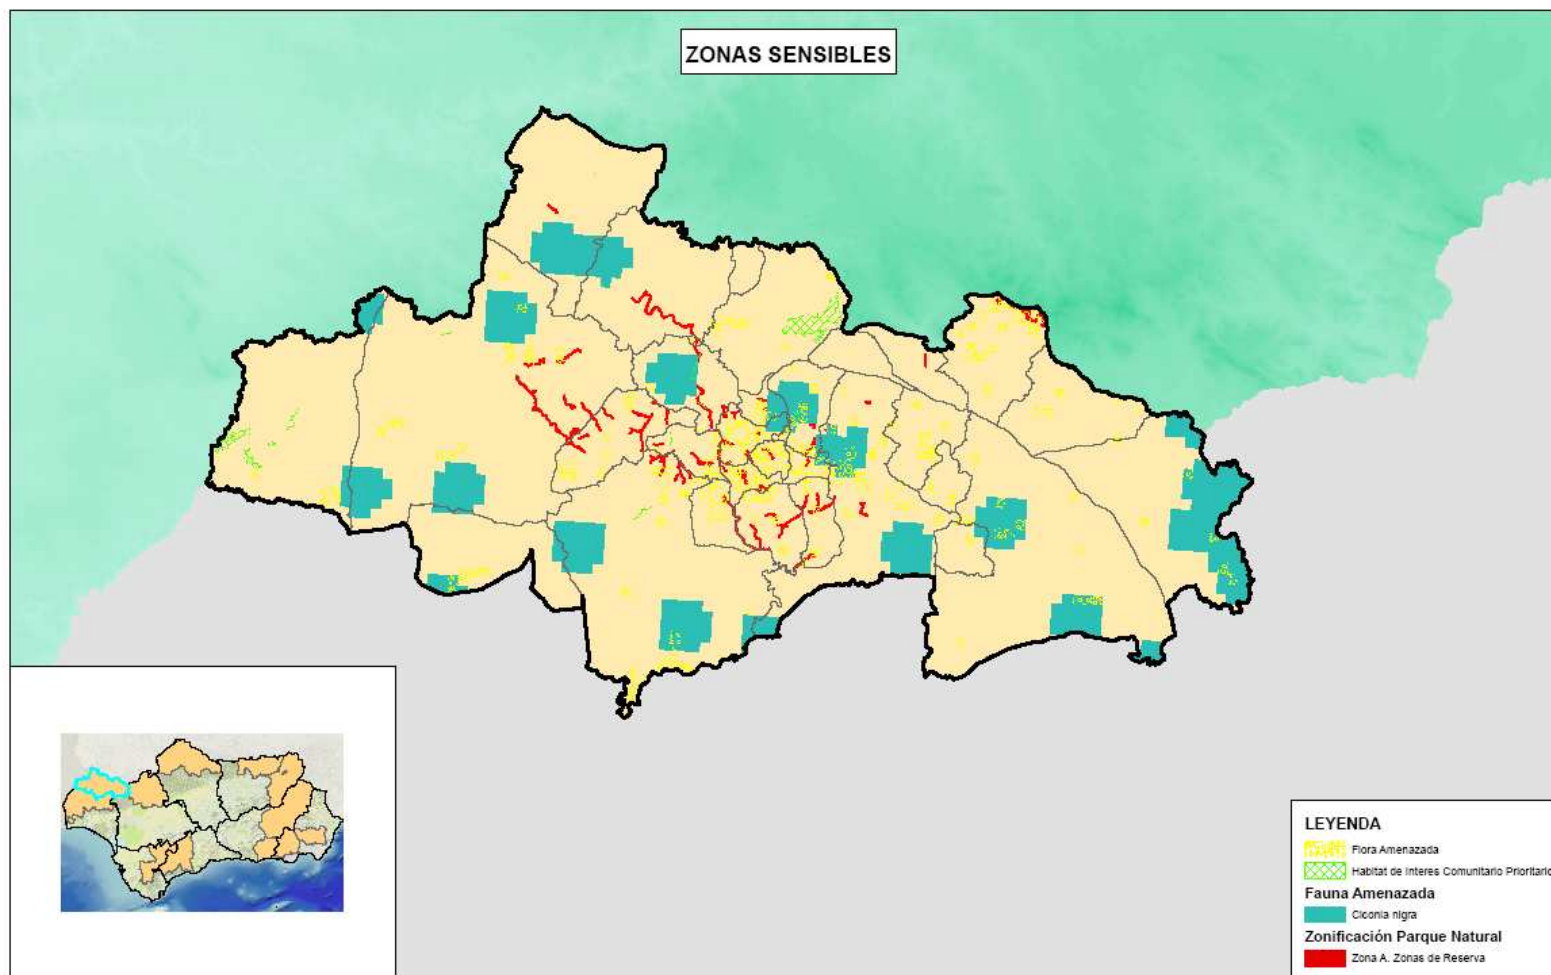 ZONAS SENSIBLES
LEYENDA
Flora Amenazada
Habitat de Interes Comunitario Prioritario
Fauna Amenazada
Ciconia nigra
Zonificación Parque Natural
Zona A. Zonas de Reserva